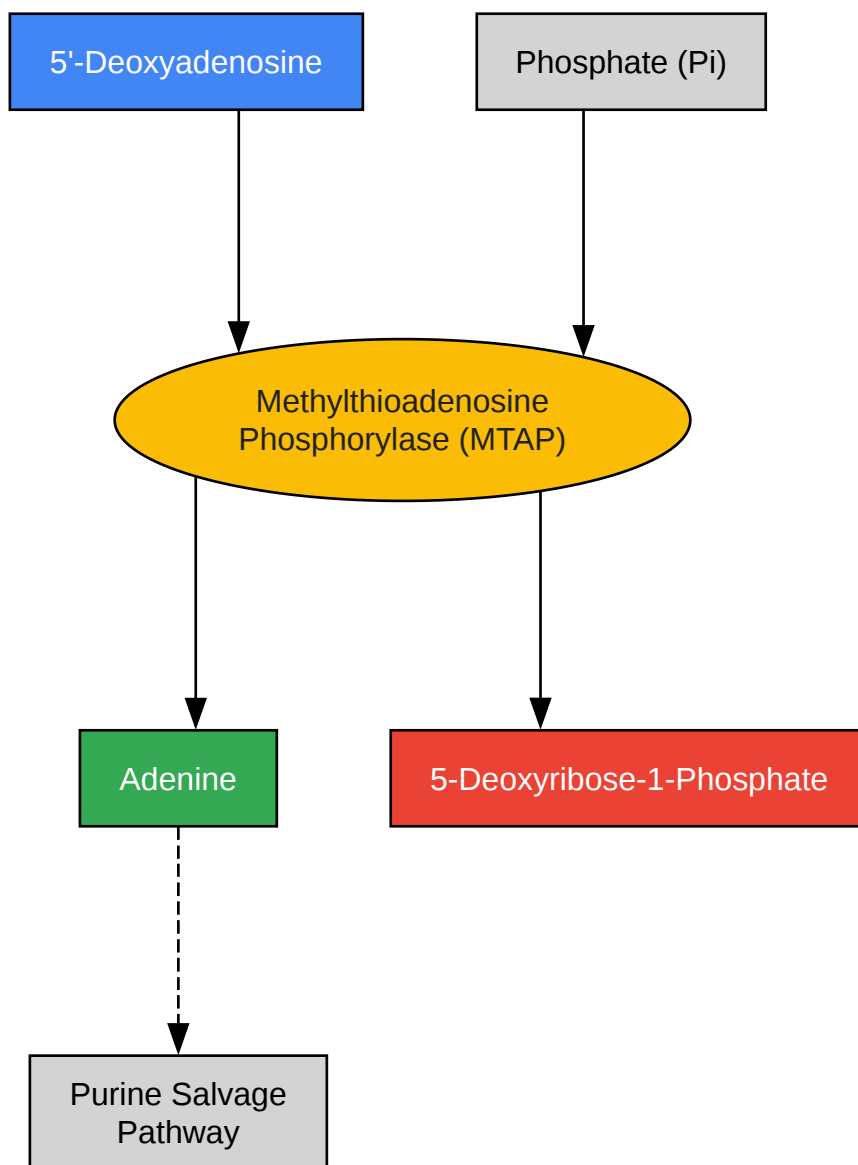 5'-Deoxyadenosine
Phosphate (Pi)
Methylthioadenosine
Phosphorylase (MTAP)
Adenine
5-Deoxyribose-1-Phosphate
Purine Salvage
Pathway